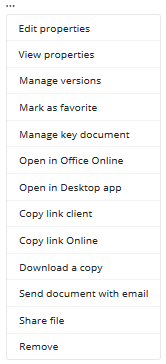 ...
Edit properties
View properties
Manage versions
Mark as favorite
Manage key document
Open in Office Online
Open in Desktop app
Copy link client
Copy link Online
Download a copy
Send document with email
Share file
Remove